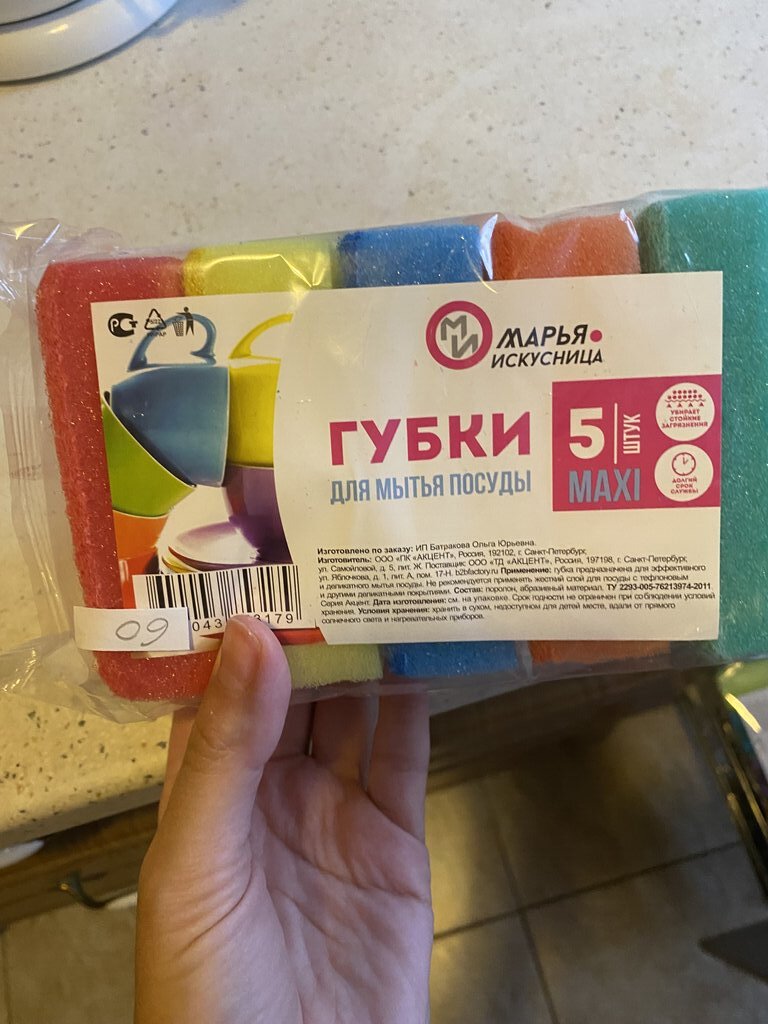 МИ
МАРЬЯ
ИСКУСНИЦА
ГУБКИ
ДЛЯ МЫТЬЯ ПОСУДЫ
5 ШТУК
MAXI
УБИРАЕТ
СТОЙКИЕ
ЗАГРЯЗНЕНИЯ
ДОЛГИЙ
СРОК
СЛУЖБЫ
Изготовлено по заказу: ИП Батракова Ольга Юрьевна.
Изготовитель: ООО «ПК «АКЦЕНТ», Россия, 192102, г. Санкт-Петербург,
ул. Самойловой, д. 5, лит. Ж. Поставщик: ООО «ТД «АКЦЕНТ», Россия, 197198, г. Санкт-Петербург,
ул. Яблочкова, д. 1, лит. А, пом. 17-Н. b2bfactory.ru Применение: губка предназначена для эффективного
и деликатного мытья посуды. Не рекомендуется применять жесткий слой для посуды с тефлоновым
и другими деликатными покрытиями. Состав: поролон, абразивный материал. ТУ 2293-005-76213974-2011.
Серия Акцент. Дата изготовления: см. на упаковке. Срок годности не ограничен при соблюдении условий
хранения. Условия хранения: хранить в сухом, недоступном для детей месте, вдали от прямого
солнечного света и нагревательных приборов.
60